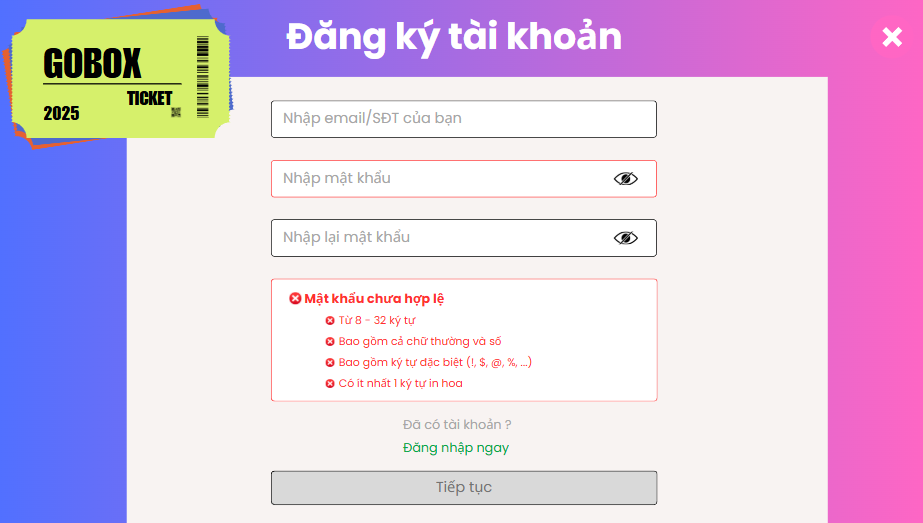 Đăng ký tài khoản
GOBOX
TICKET
2025
Nhập email/SĐT của bạn
Nhập mật khẩu
Nhập lại mật khẩu
Mật khẩu chưa hợp lệ
Từ 8 - 32 ký tự
Bao gồm cả chữ thường và số
Bao gồm ký tự đặc biệt (!, $, @, %, ...)
Có ít nhất 1 ký tự in hoa
Đã có tài khoản ?
Đăng nhập ngay
Tiếp tục